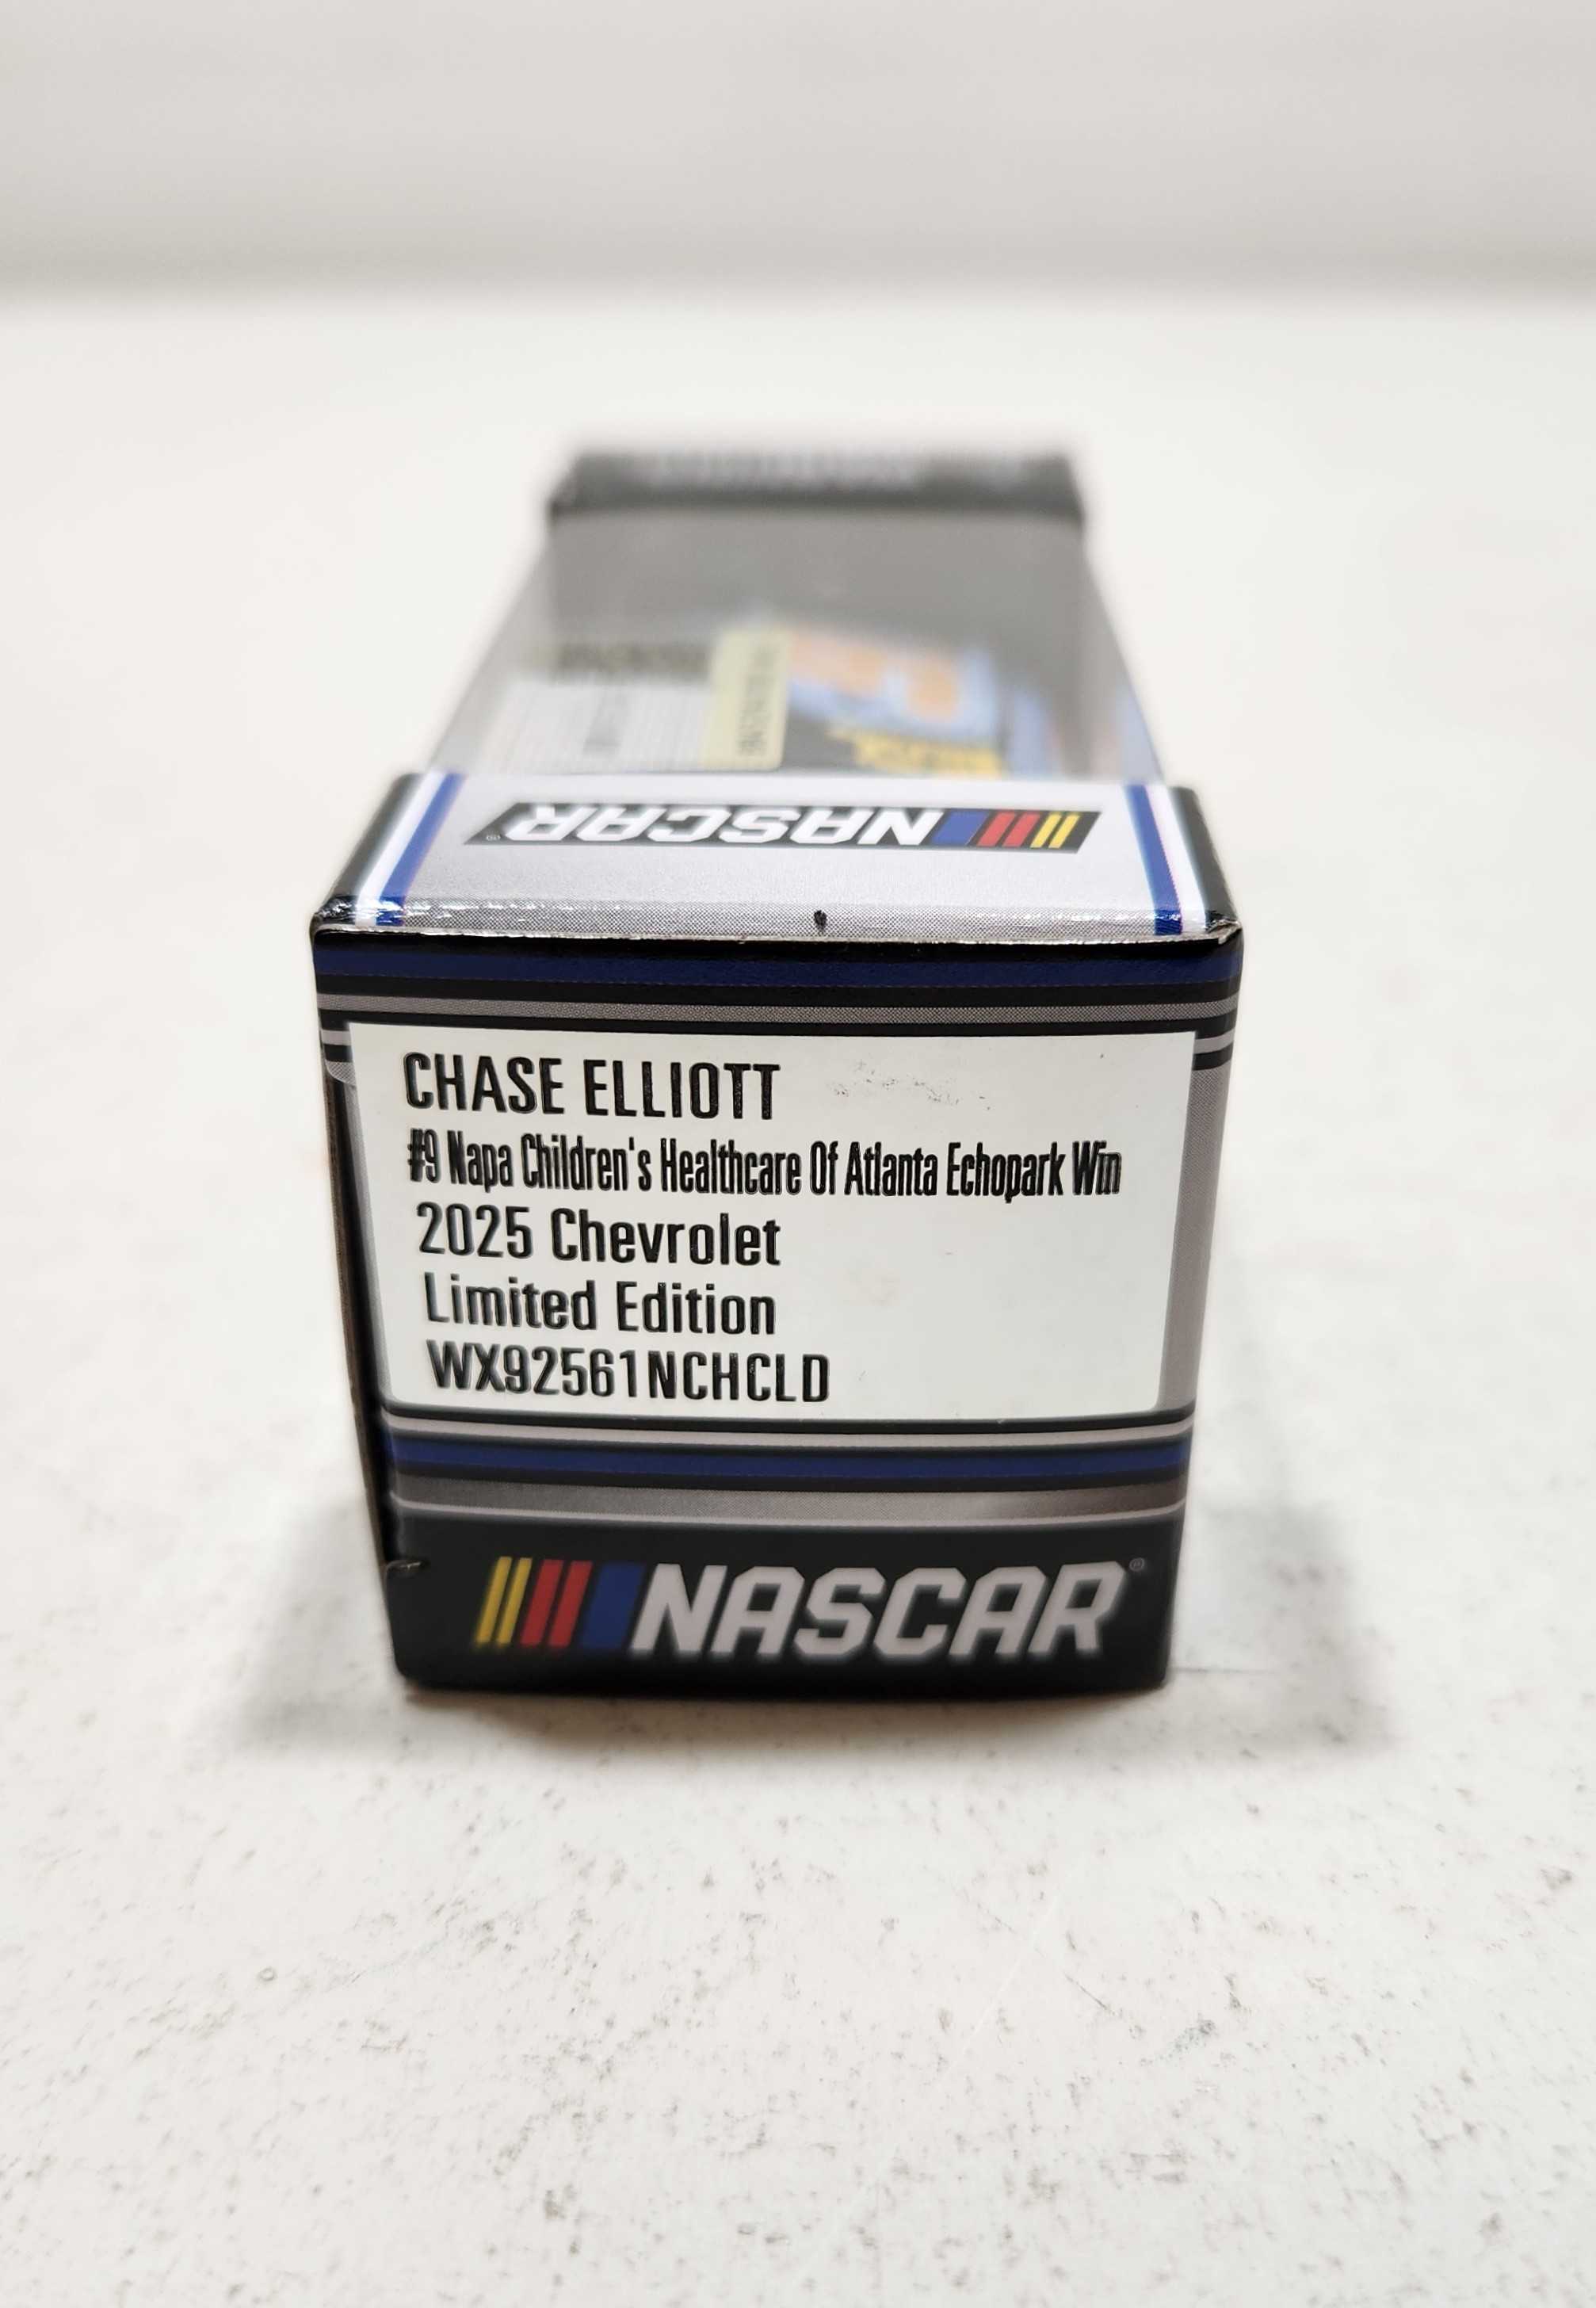 NASCAR
CHASE ELLIOTT
#9 Napa Children's Healthcare Of Atlanta Echopark Win
2025 Chevrolet
Limited Edition
WX92561NCHCLD
NASCAR®